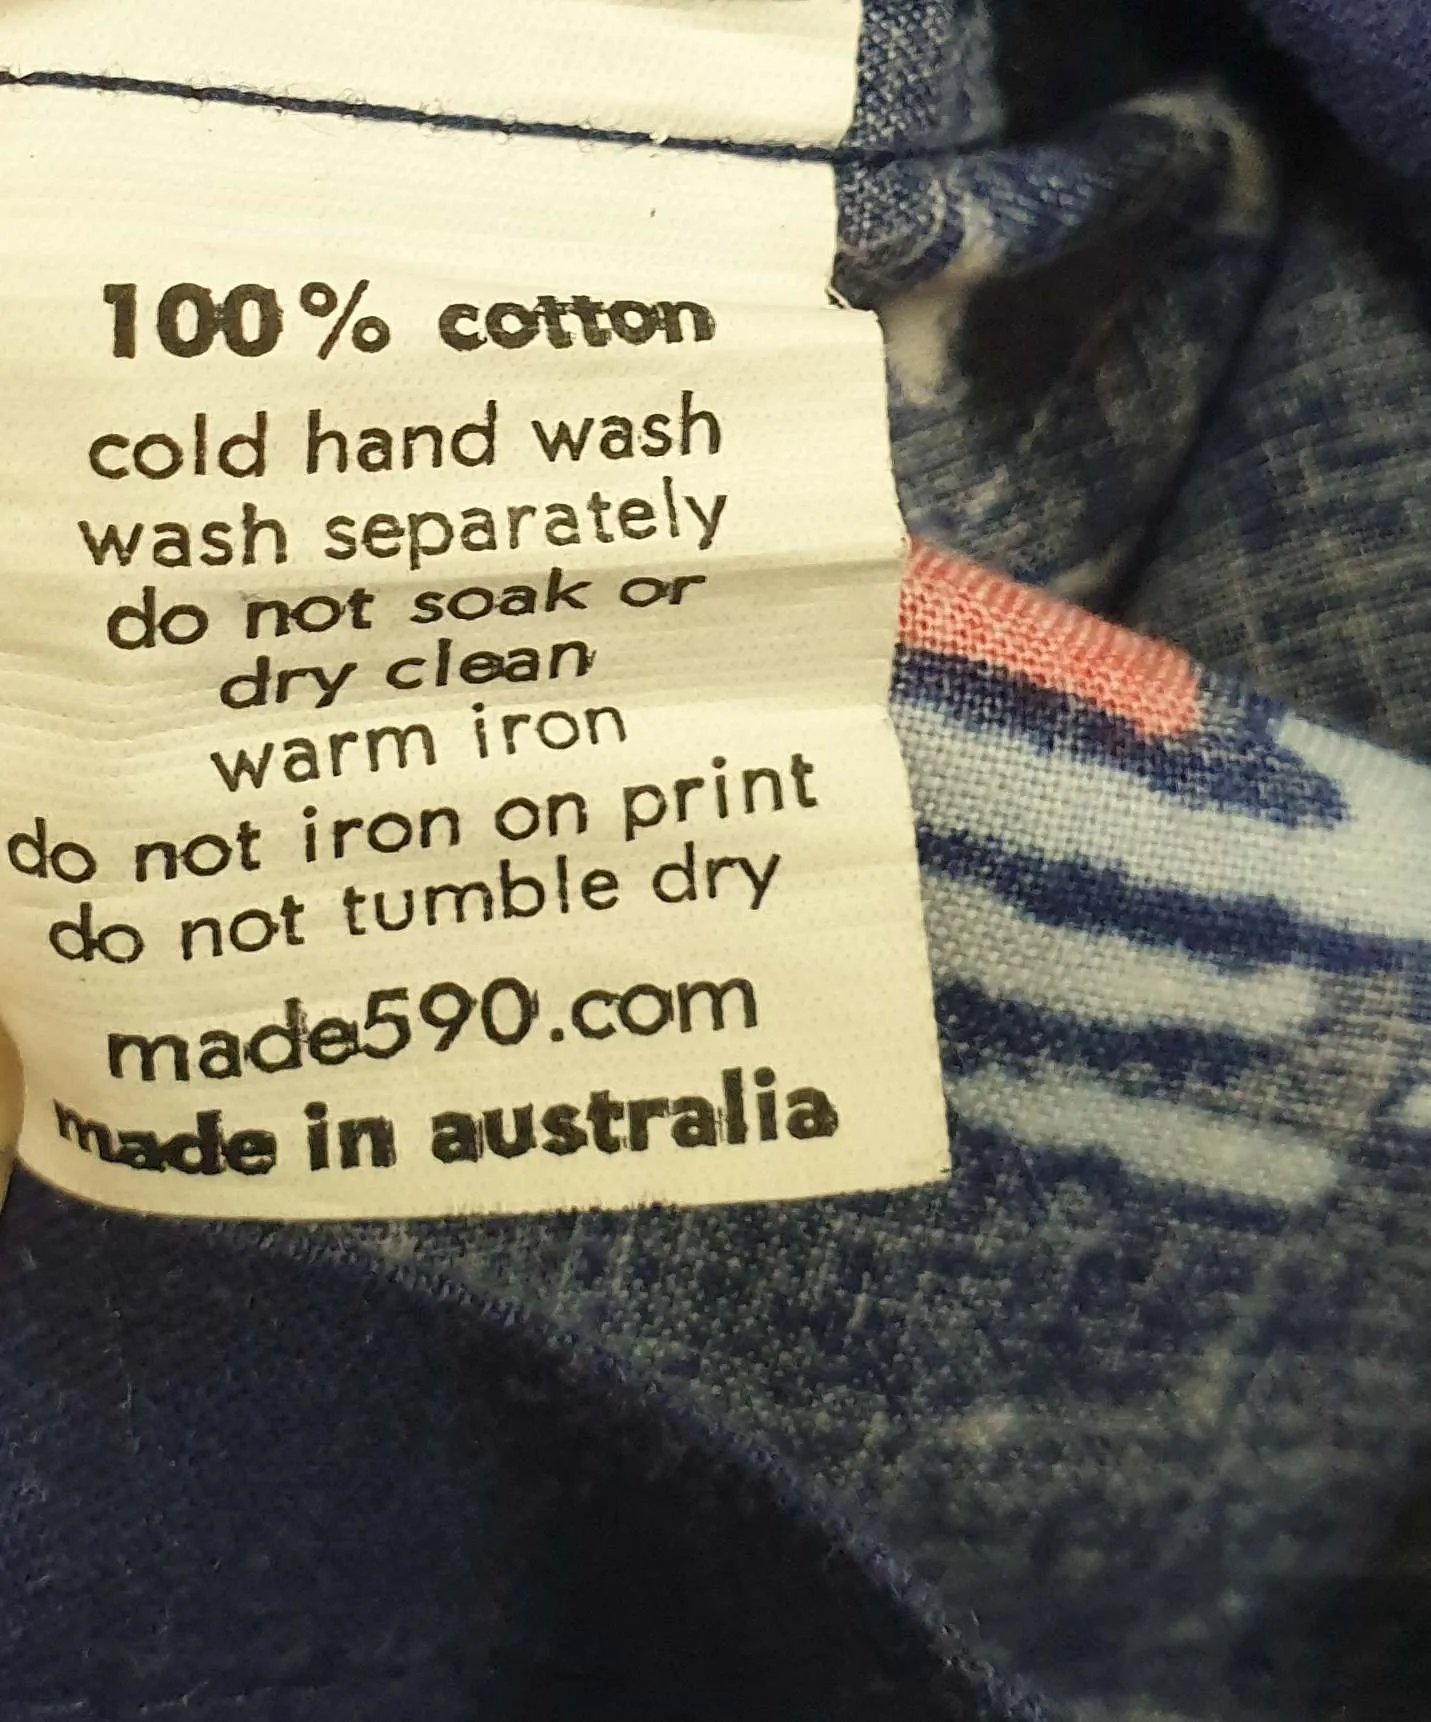 100% cotton
cold hand wash
wash separately
do not soak or
dry clean
warm iron
do not iron on print
do not tumble dry
made590.com
made in australia